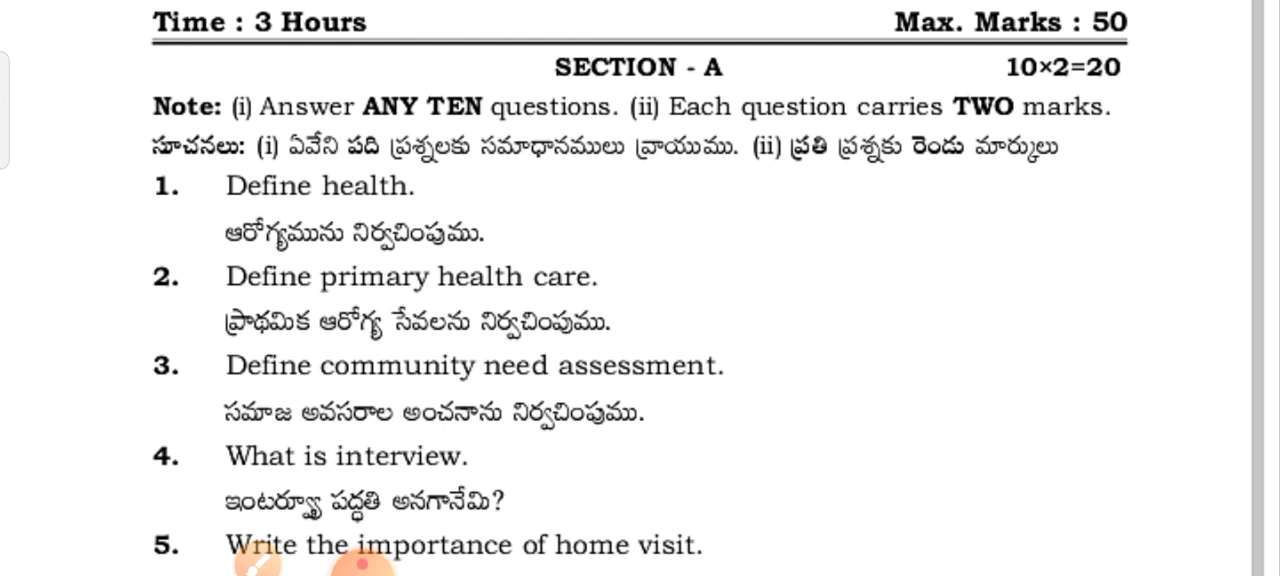 Time : 3 Hours Max. Marks : 50
SECTION - A 10×2=20
Note: (i) Answer ANY TEN questions. (ii) Each question carries TWO marks.
సూచనలు: (i) ఏవేని పది ప్రశ్నలకు సమాధానములు వ్రాయుము. (ii) ప్రతి ప్రశ్నకు రెండు మార్కులు
1. Define health.
ఆరోగ్యమును నిర్వచింపుము.
2. Define primary health care.
ప్రాథమిక ఆరోగ్య సేవలను నిర్వచింపుము.
3. Define community need assessment.
సమాజ అవసరాల అంచనాను నిర్వచింపుము.
4. What is interview.
ఇంటర్వ్యూ పద్ధతి అనగానేమి?
5. Write the importance of home visit.